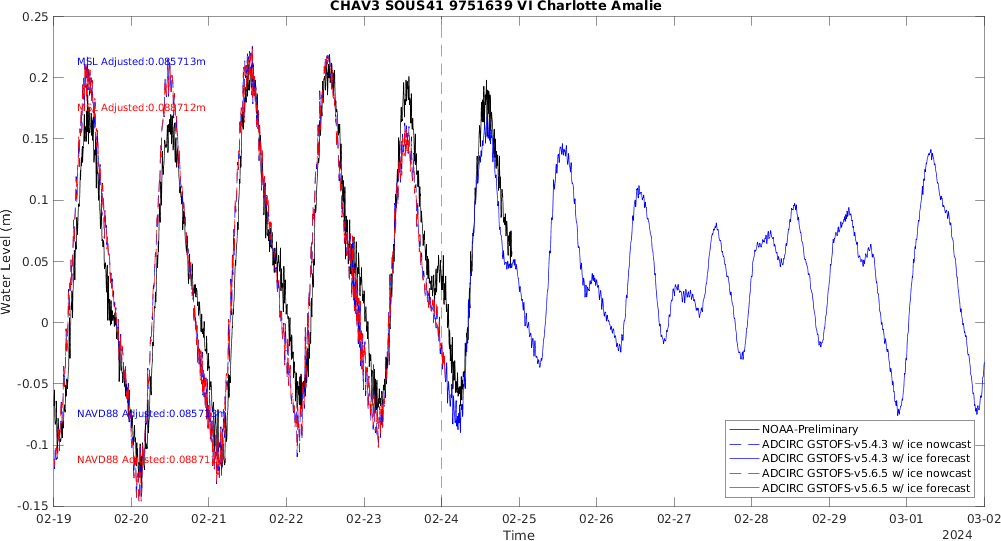 CHAV3 SOUS41 9751639 VI Charlotte Amalie
0.25
0.2
0.15
0.1
0.05
0
-0.05
-0.1
-0.15
Water Level (m)
MSL Adjusted:0.085713m
MSL Adjusted:0.088712m
NAVD88 Adjusted:0.085713m
NAVD88 Adjusted:0.08871
NOAA-Preliminary
ADCIRC GSTOFS-v5.4.3 w/ ice nowcast
ADCIRC GSTOFS-v5.4.3 w/ ice forecast
ADCIRC GSTOFS-v5.6.5 w/ ice nowcast
ADCIRC GSTOFS-v5.6.5 w/ ice forecast
02-19 02-20 02-21 02-22 02-23 02-24 02-25 02-26 02-27 02-28 02-29 03-01 03-02
Time
2024